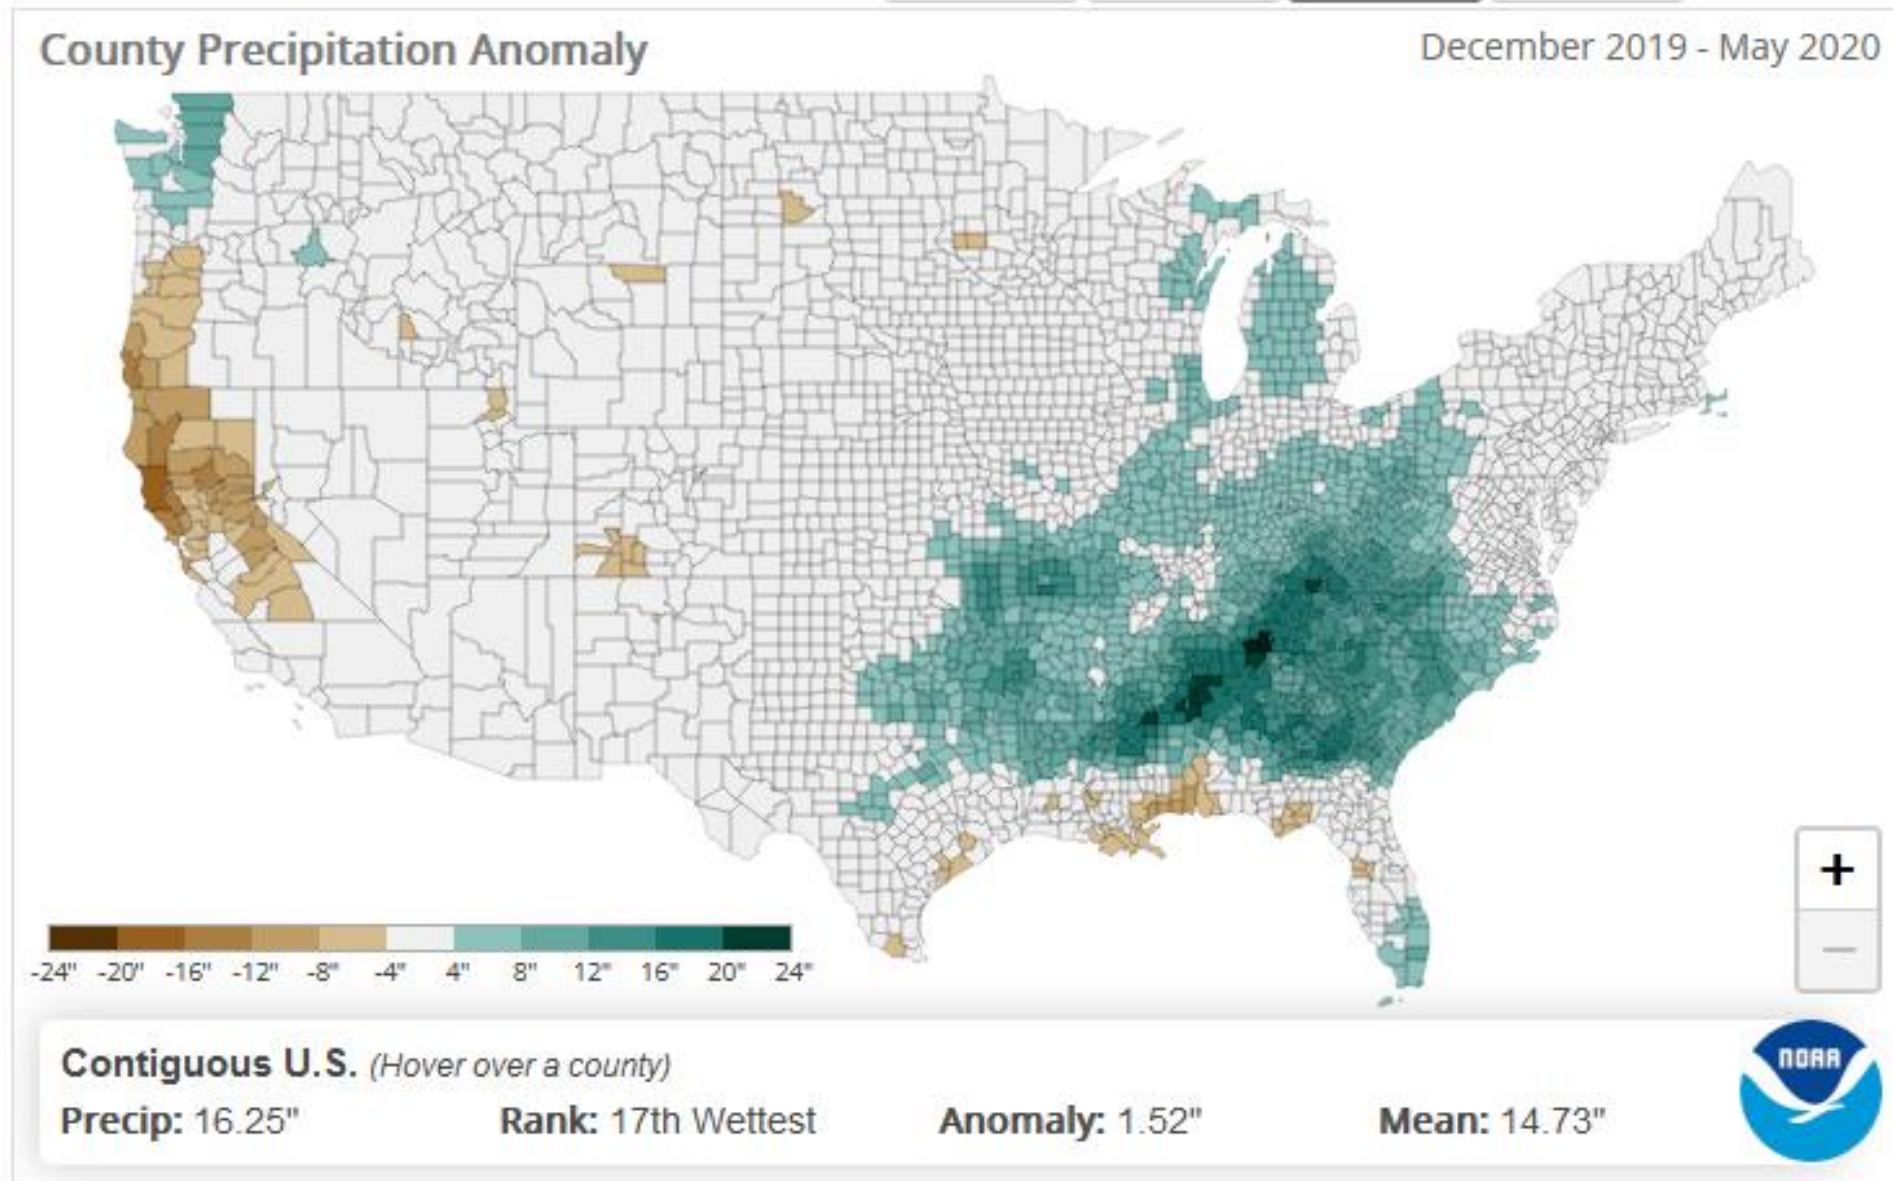 County Precipitation Anomaly
December 2019 - May 2020
-24" -20" -16" -12" -8" -4" 4" 8" 12" 16" 20" 24"
+
−
Contiguous U.S. (Hover over a county)
Precip: 16.25" Rank: 17th Wettest Anomaly: 1.52" Mean: 14.73"
NOAA